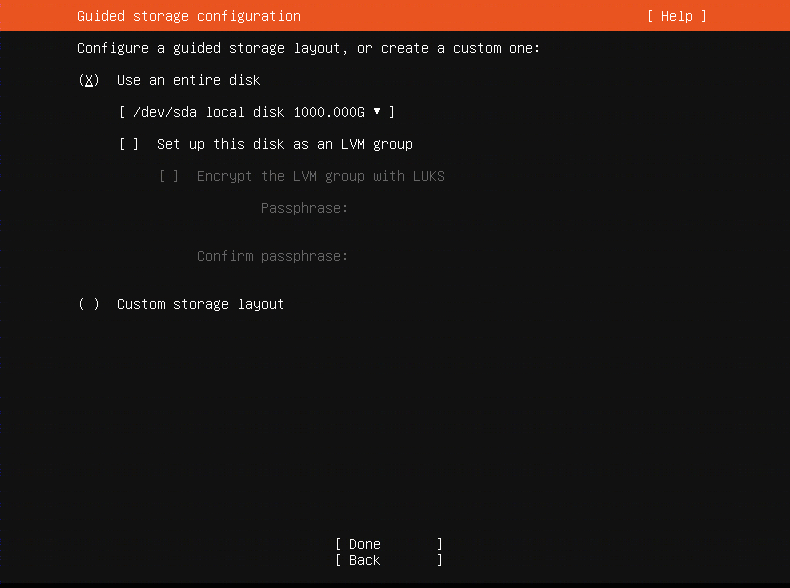 Guided storage configuration [ Help ]
Configure a guided storage layout, or create a custom one:
(X) Use an entire disk
[ /dev/sda local disk 1000.000G ▾ ]
[ ] Set up this disk as an LVM group
[ ] Encrypt the LVM group with LUKS
Passphrase:
Confirm passphrase:
( ) Custom storage layout
[ Done ]
[ Back ]